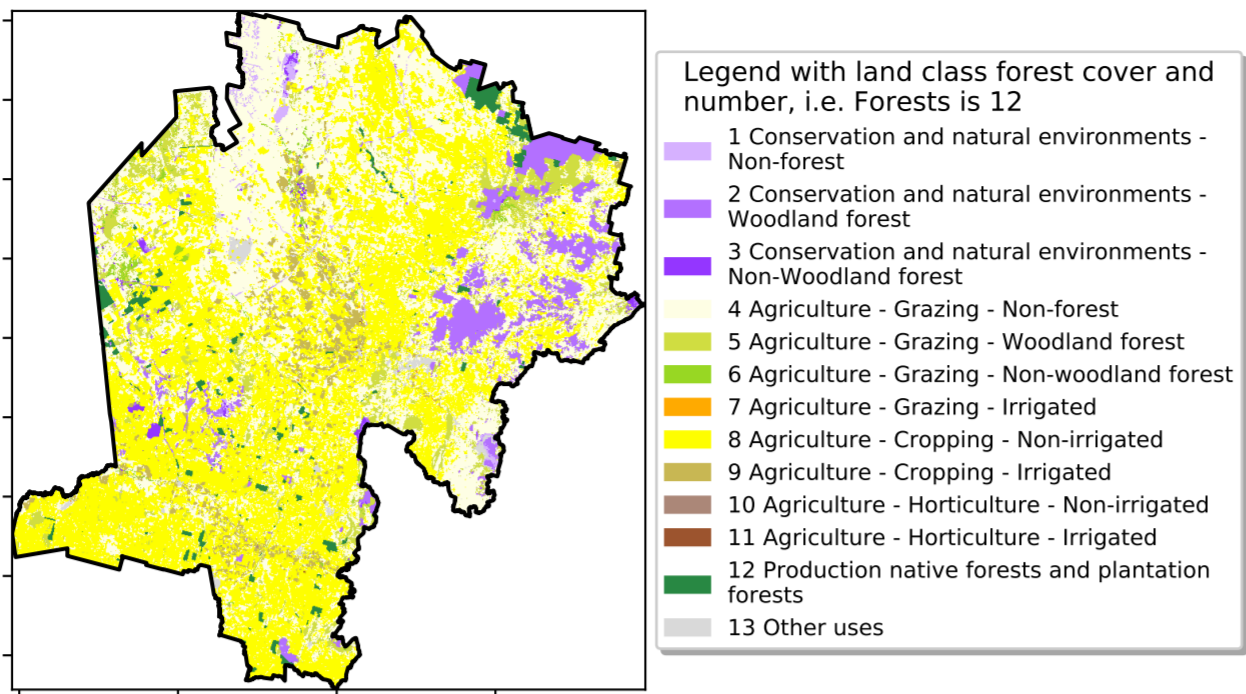 Legend with land class forest cover and
number, i.e. Forests is 12
1 Conservation and natural environments -
Non-forest
2 Conservation and natural environments -
Woodland forest
3 Conservation and natural environments -
Non-Woodland forest
4 Agriculture - Grazing - Non-forest
5 Agriculture - Grazing - Woodland forest
6 Agriculture - Grazing - Non-woodland forest
7 Agriculture - Grazing - Irrigated
8 Agriculture - Cropping - Non-irrigated
9 Agriculture - Cropping - Irrigated
10 Agriculture - Horticulture - Non-irrigated
11 Agriculture - Horticulture - Irrigated
12 Production native forests and plantation
forests
13 Other uses